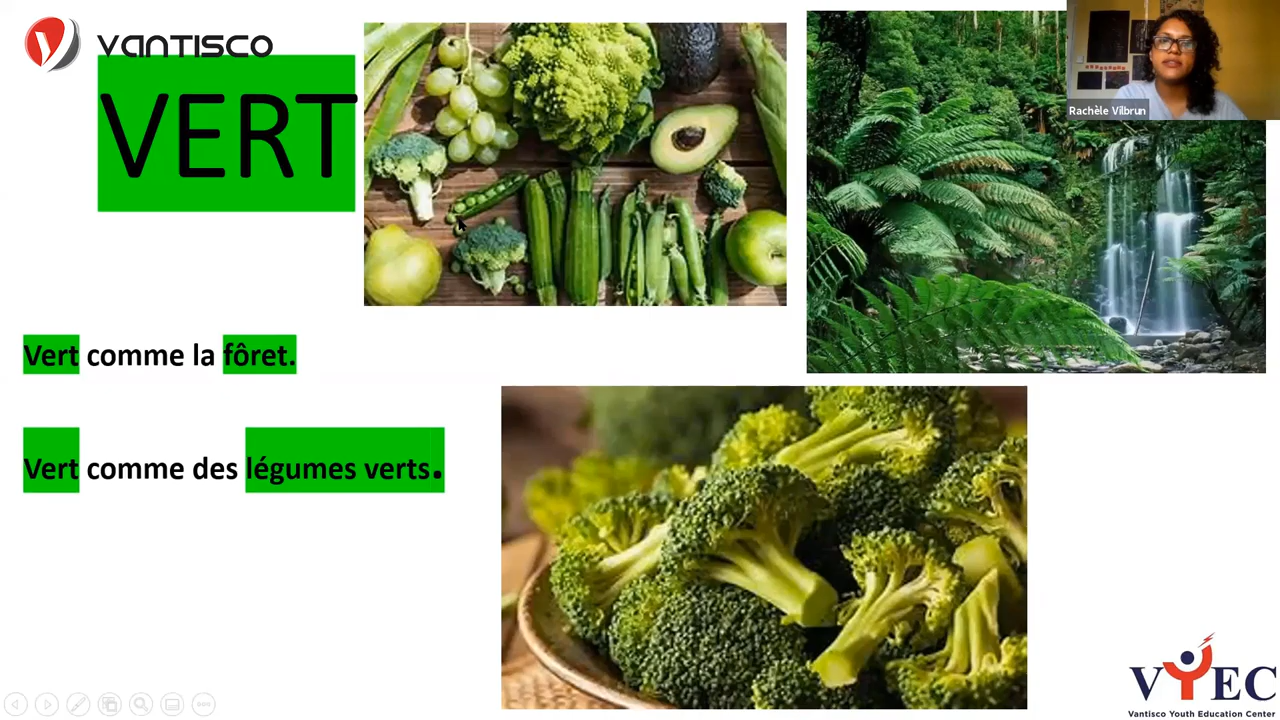 VANTISCO
VERT
Rachèle Vilbrun
Vert comme la fôret.
Vert comme des légumes verts.
VYEC
Vantisco Youth Education Center